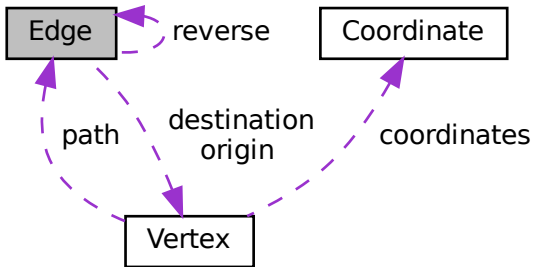 Edge
reverse
Coordinate
path
destination
origin
coordinates
Vertex